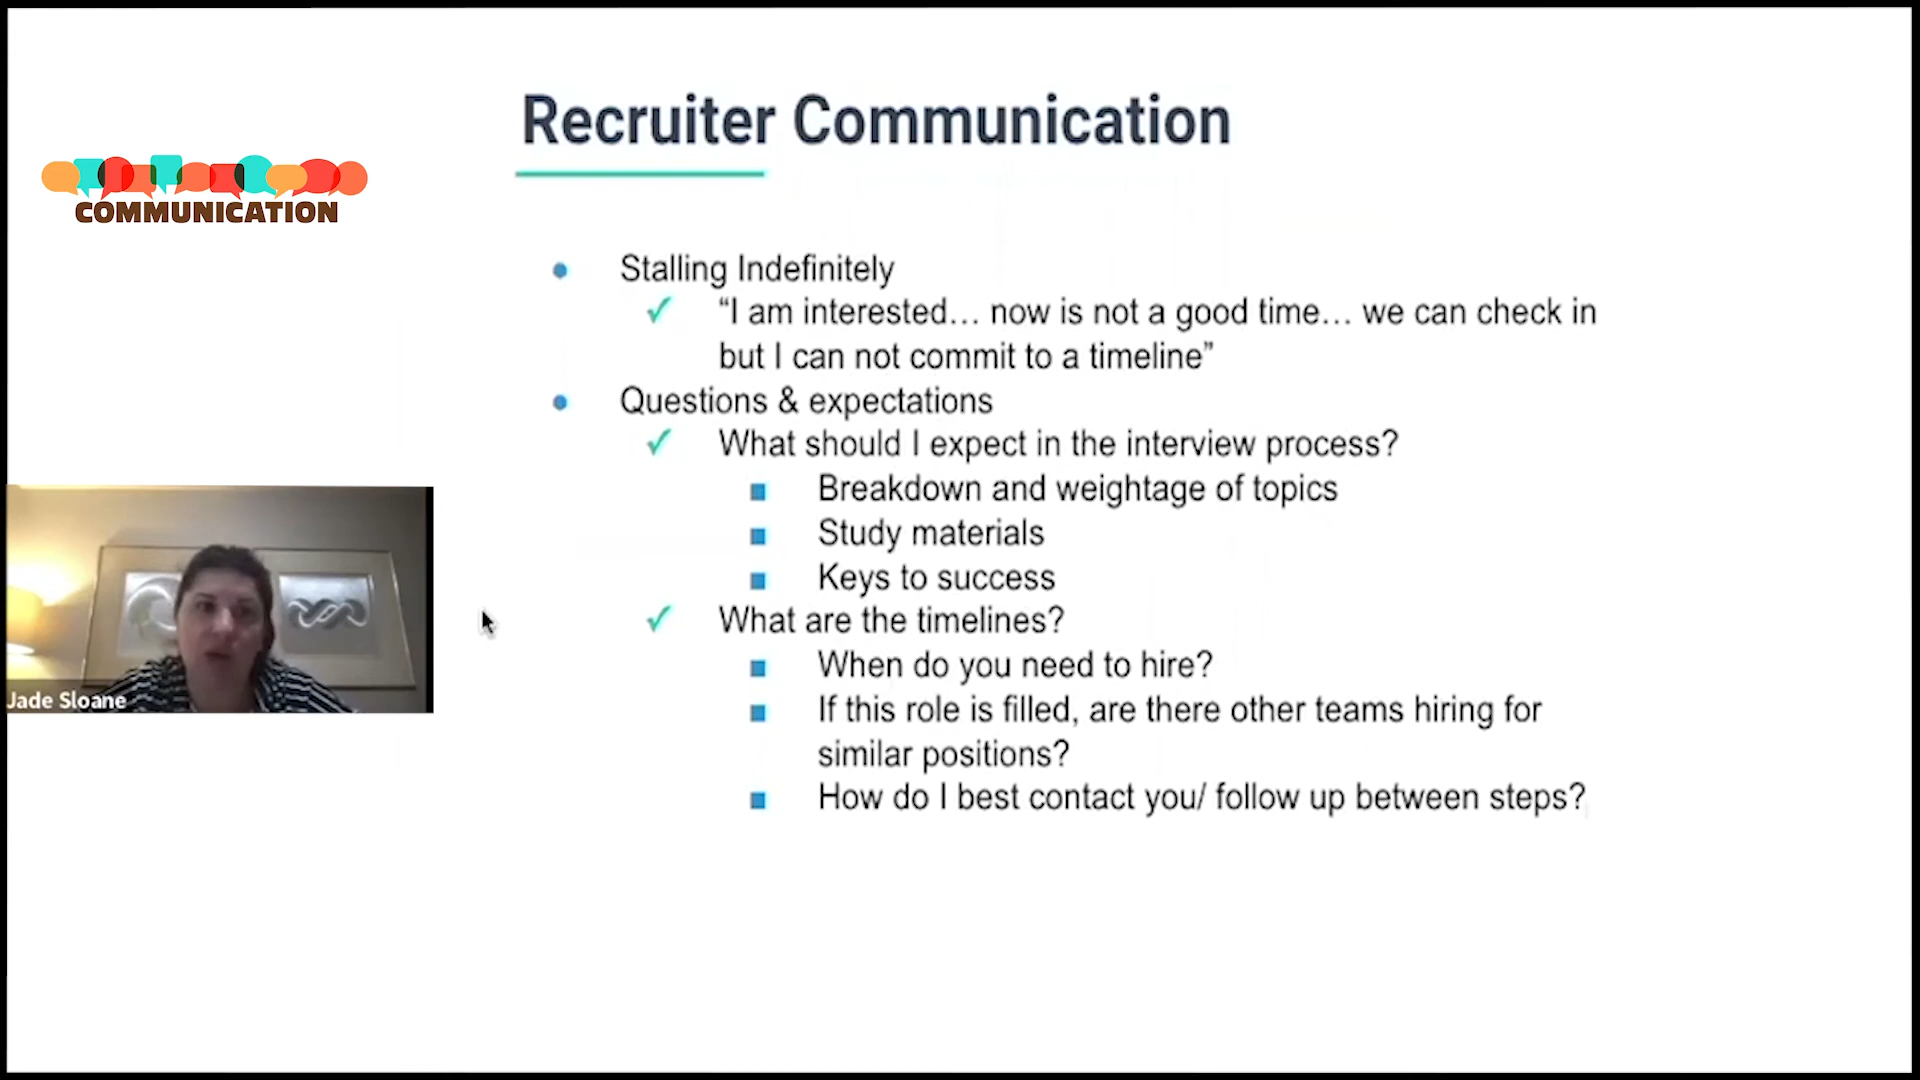 Recruiter Communication
COMMUNICATION
Stalling Indefinitely
“I am interested... now is not a good time... we can check in
but I can not commit to a timeline”
Questions & expectations
What should I expect in the interview process?
Breakdown and weightage of topics
Study materials
Keys to success
What are the timelines?
When do you need to hire?
If this role is filled, are there other teams hiring for
similar positions?
How do I best contact you/ follow up between steps?
Jade Sloane